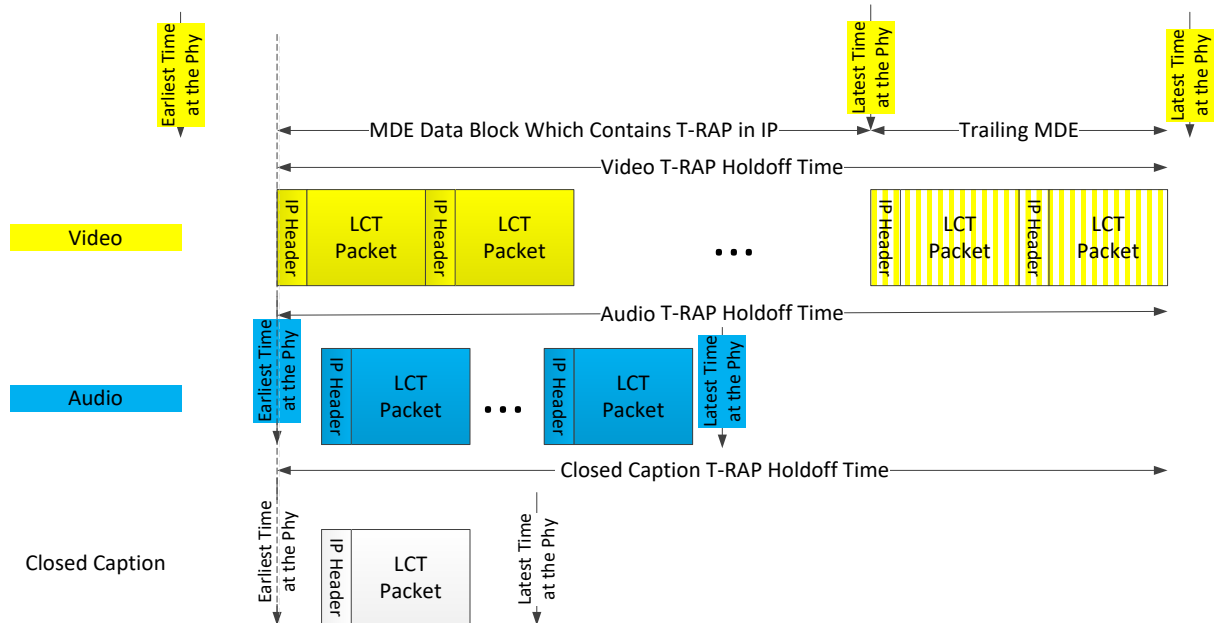 Earliest Time
at the Phy
Latest Time
at the Phy
Latest Time
at the Phy
MDE Data Block Which Contains T-RAP in IP
Trailing MDE
Video T-RAP Holdoff Time
Video
IP Header
LCT
Packet
IP Header
LCT
Packet
...
IP Header
LCT
Packet
IP Header
LCT
Packet
Audio T-RAP Holdoff Time
Earliest Time
at the Phy
Audio
IP Header
LCT
Packet
...
IP Header
LCT
Packet
Latest Time
at the Phy
Closed Caption T-RAP Holdoff Time
Closed Caption
Earliest Time
at the Phy
IP Header
LCT
Packet
Latest Time
at the Phy